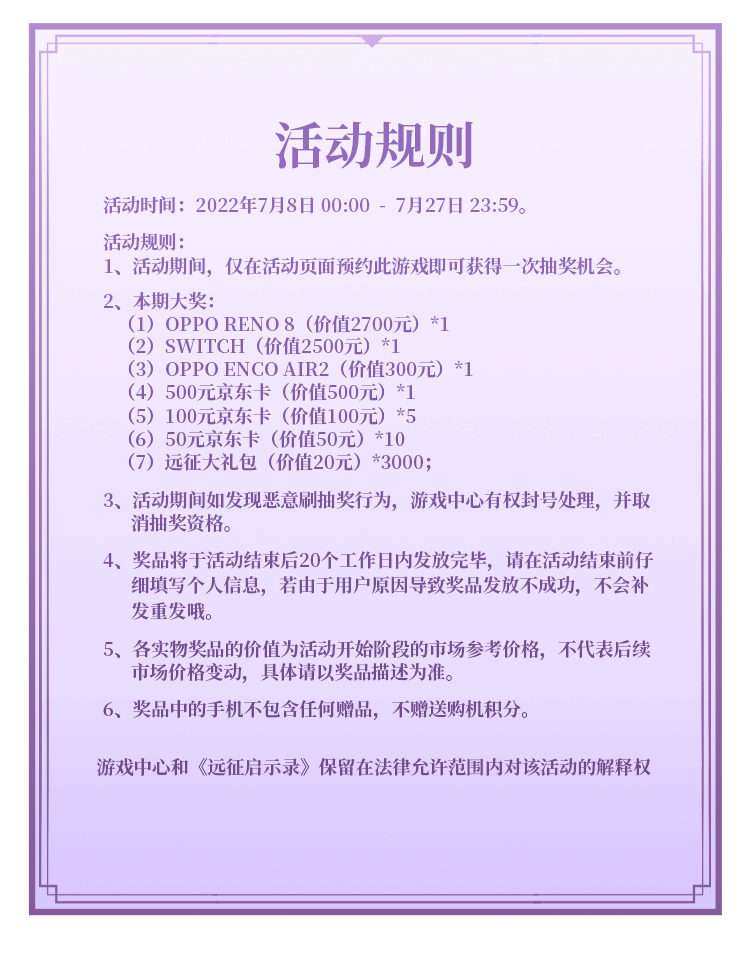 活动规则
活动时间：2022年7月8日 00:00 - 7月27日 23:59。
活动规则：
1、活动期间，仅在活动页面预约此游戏即可获得一次抽奖机会。
2、本期大奖：
（1）OPPO RENO 8（价值2700元）*1
（2）SWITCH（价值2500元）*1
（3）OPPO ENCO AIR2（价值300元）*1
（4）500元京东卡（价值500元）*1
（5）100元京东卡（价值100元）*5
（6）50元京东卡（价值50元）*10
（7）远征大礼包（价值20元）*3000；
3、活动期间如发现恶意刷抽奖行为，游戏中心有权封号处理，并取
消抽奖资格。
4、奖品将于活动结束后20个工作日内发放完毕，请在活动结束前仔
细填写个人信息，若由于用户原因导致奖品发放不成功，不会补
发重发哦。
5、各实物奖品的价值为活动开始阶段的市场参考价格，不代表后续
市场价格变动，具体请以奖品描述为准。
6、奖品中的手机不包含任何赠品，不赠送购机积分。
游戏中心和《远征启示录》保留在法律允许范围内对该活动的解释权